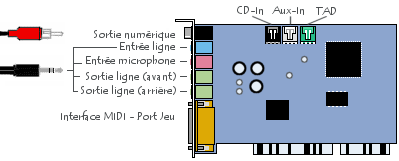 CD-In Aux-In TAD
Sortie numérique
Entrée ligne
Entrée microphone
Sortie ligne (avant)
Sortie ligne (arrière)
Interface MIDI - Port Jeu